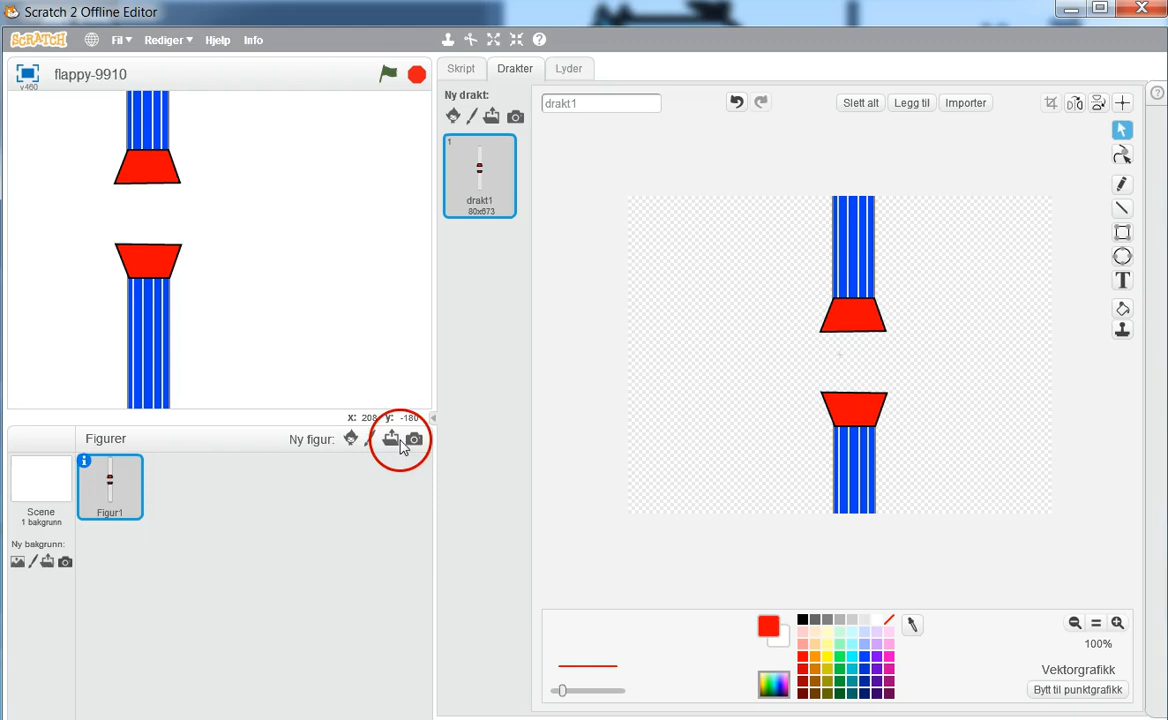 Scratch 2 Offline Editor
SCRATCH Fil Rediger Hjelp Info
v460
flappy-9910
Skript Drakter Lyder
Ny drakt:
1
drakt1
80x673
drakt1
Slett alt Legg til Importer
T
x: 208 y: -180
Figurer
Ny figur:
Figur1
Scene
1 bakgrunn
Ny bakgrunn:
100%
Vektorgrafikk
Bytt til punktgrafikk